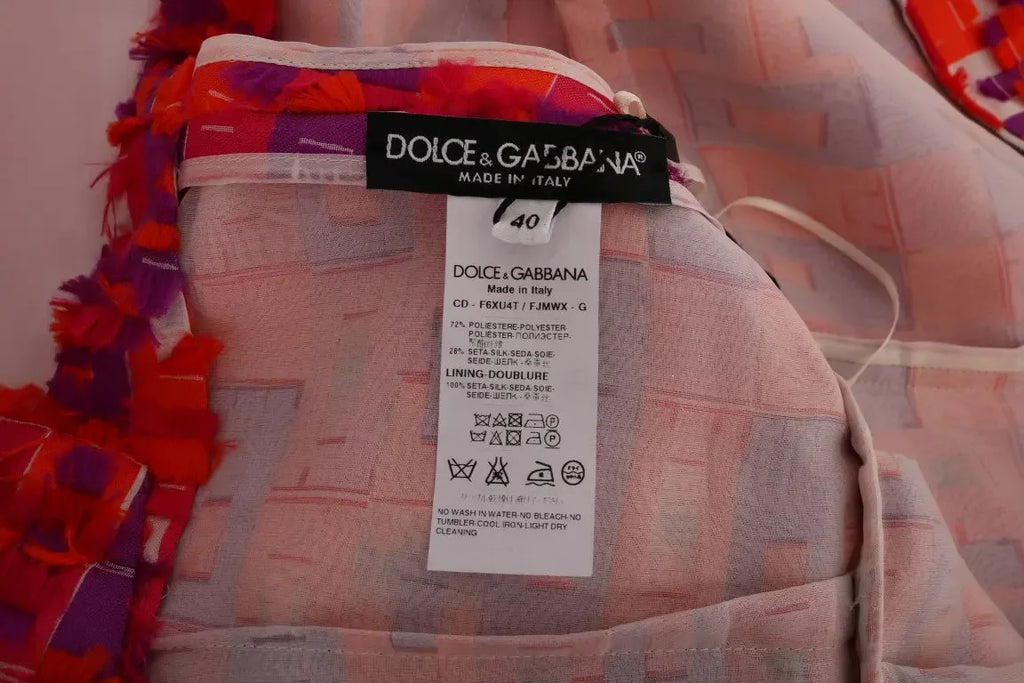 DOLCE & GABBANA®
MADE IN ITALY
40
DOLCE & GABBANA
Made in Italy
CD - F6XU4T / FJMWX - G
72% POLIESTERE-POLYESTER-
POLIÉSTER-ПОЛИЭСТЕР-
28% SETA-SILK-SEDA-SOIE-
SEIDE-ШЕЛК-
LINING-DOUBLURE
100% SETA-SILK-SEDA-SOIE-
SEIDE-ШЕЛК-
P
P
NO WASH IN WATER-NO BLEACH-NO
TUMBLER-COOL IRON-LIGHT DRY
CLEANING